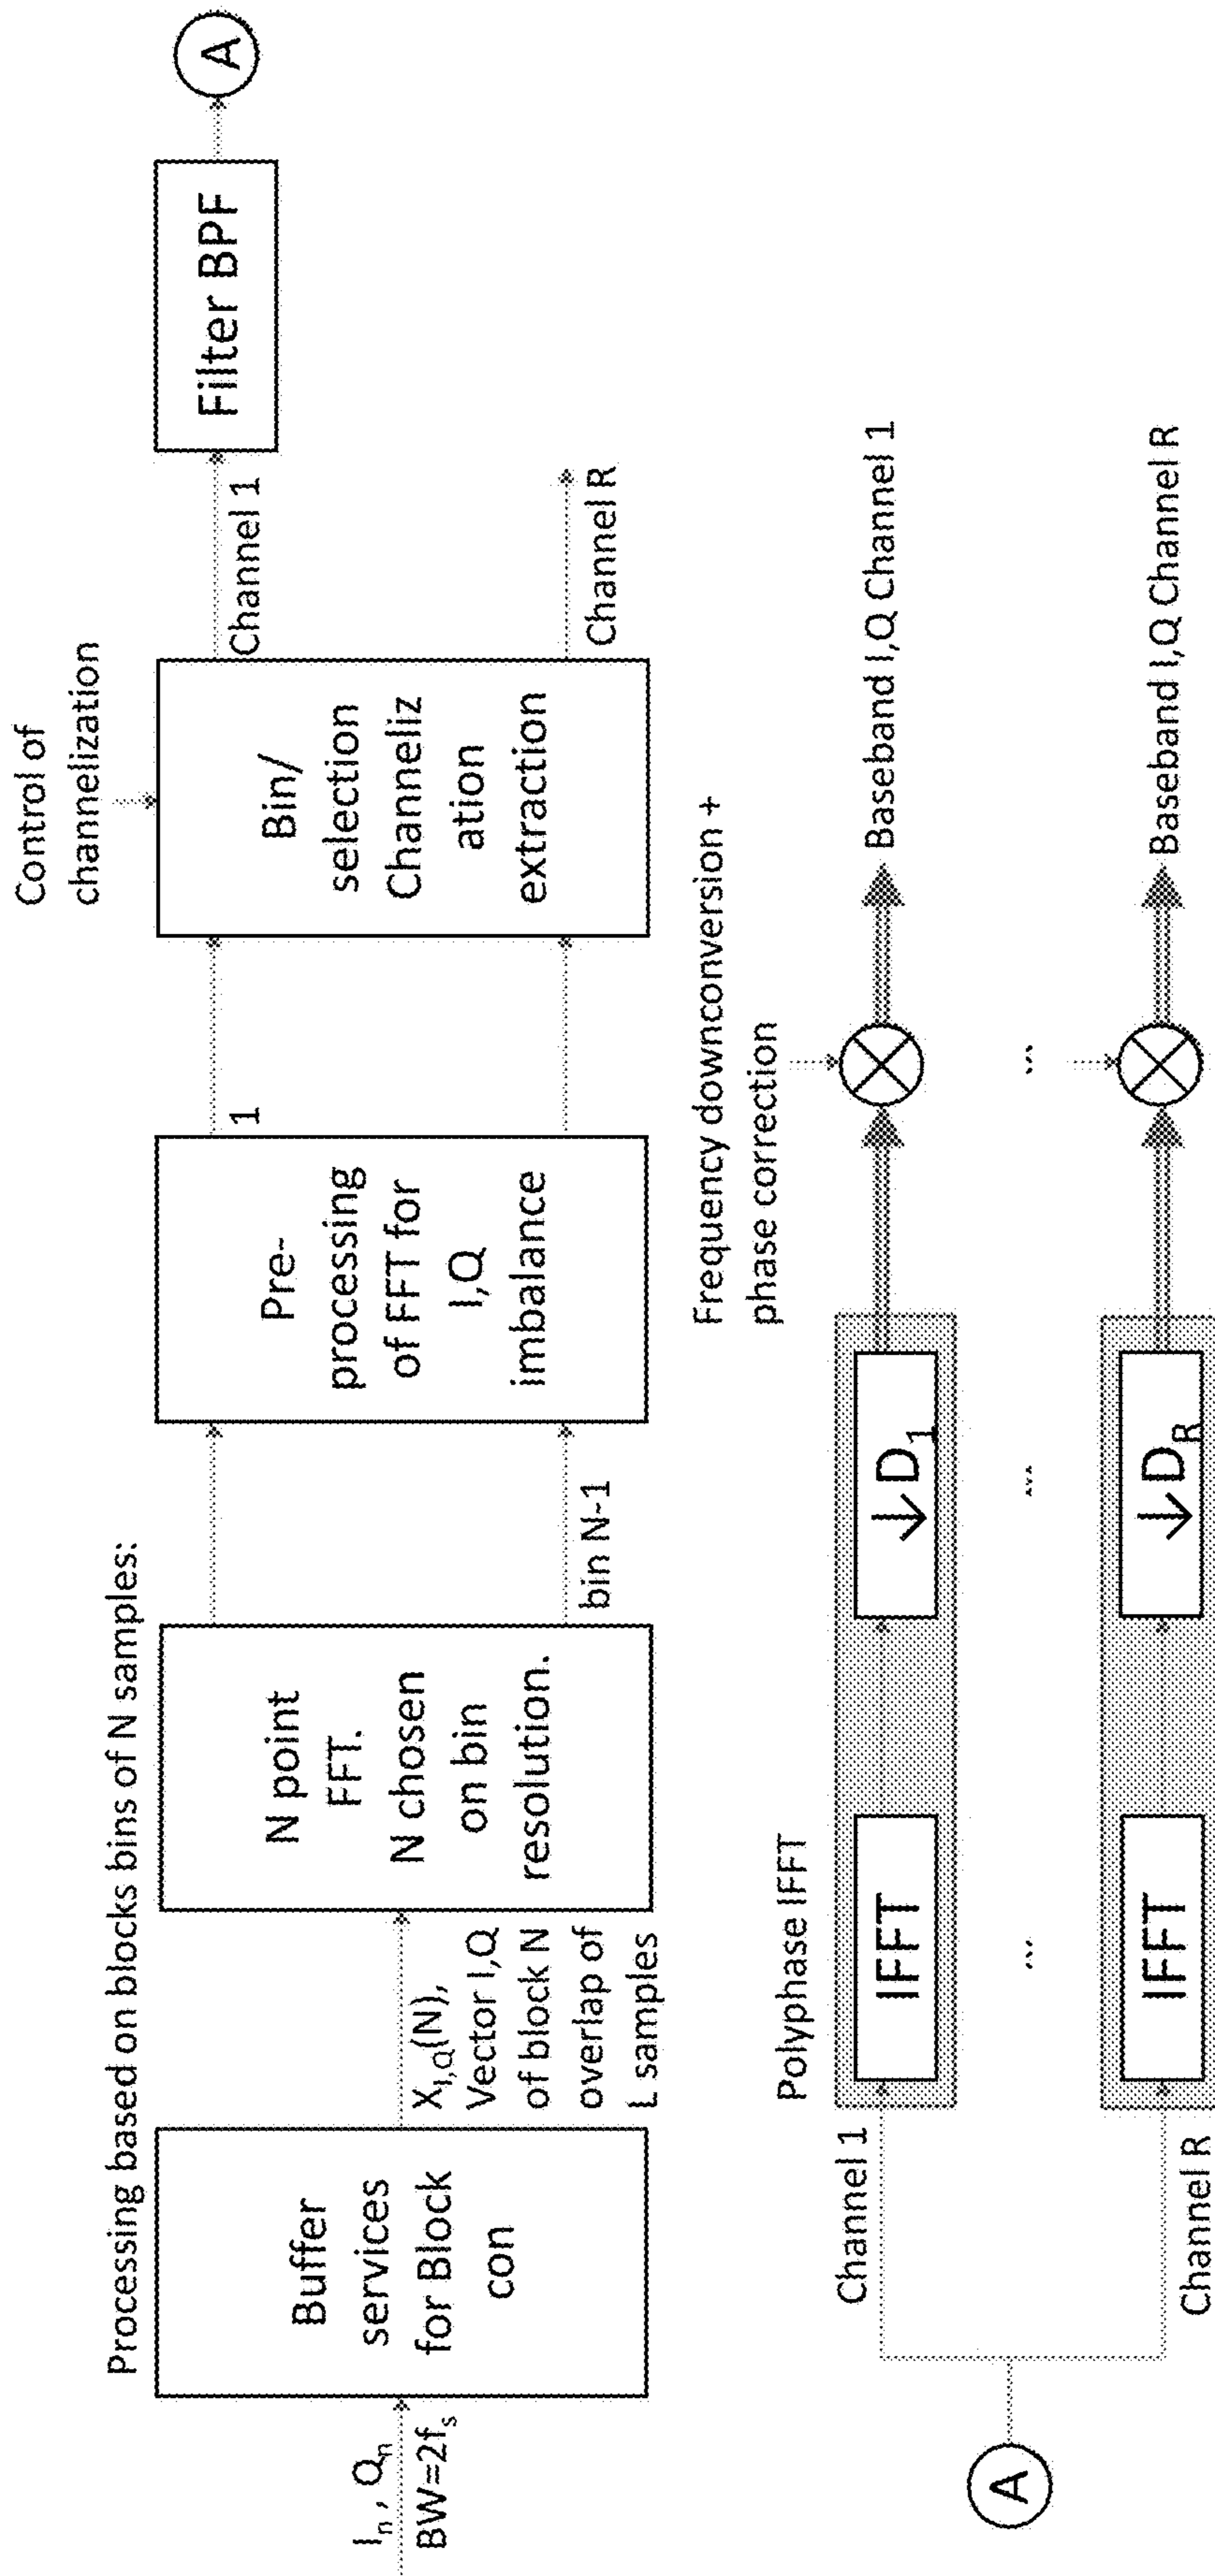 Processing based on blocks bins of N samples:
Iₙ , Qₙ
BW=2fₛ
Buffer
services
for Block
con
X_I,Q(N),
Vector I,Q
of block N
overlap of
L samples
N point
FFT.
N chosen
on bin
resolution.
bin N-1
Pre-
processing
of FFT for
I,Q
imbalance
1
Control of
channelization
Bin/
selection
Channeliz
ation
extraction
Channel 1
Channel R
Filter BPF
A
A
Channel 1
Channel R
Polyphase IFFT
IFFT
↓D₁
...
...
...
IFFT
↓D_R
Frequency downconversion +
phase correction
Baseband I,Q Channel 1
Baseband I,Q Channel R